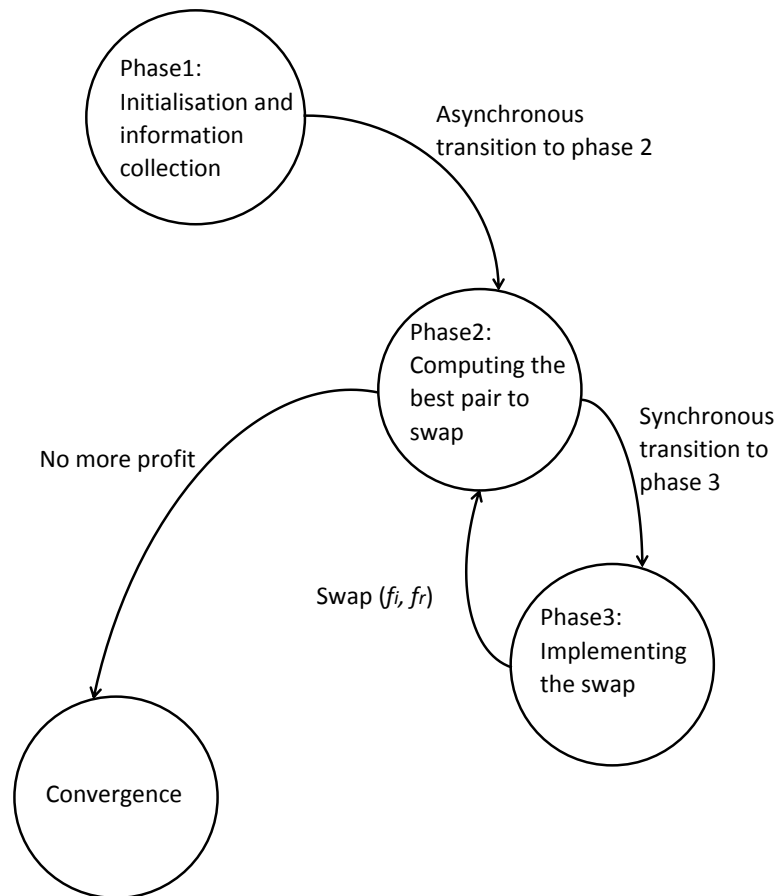 Phase1:
Initialisation and
information
collection
Asynchronous
transition to phase 2
Phase2:
Computing the
best pair to
swap
Synchronous
transition to
phase 3
No more profit
Swap (fi, fr)
Phase3:
Implementing
the swap
Convergence